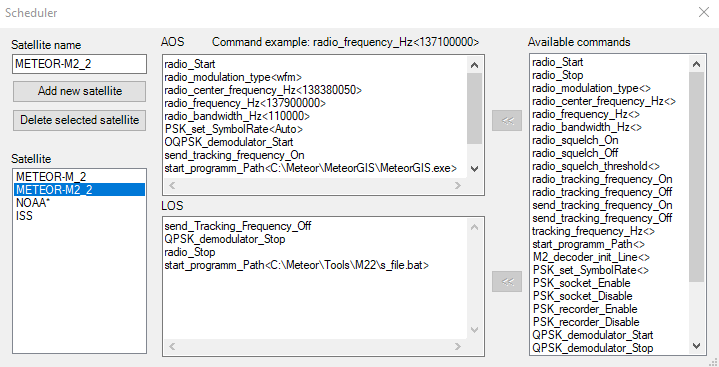 Scheduler
Satellite name
METEOR-M2_2
Add new satellite
Delete selected satellite
Satellite
METEOR-M_2
METEOR-M2_2
NOAA*
ISS
AOS
Command example: radio_frequency_Hz<137100000>
radio_Start
radio_modulation_type<wfm>
radio_center_frequency_Hz<138380050>
radio_frequency_Hz<137900000>
radio_bandwidth_Hz<110000>
PSK_set_SymbolRate<Auto>
OQPSK_demodulator_Start
send_tracking_frequency_On
start_programm_Path<C:\Meteor\MeteorGIS\MeteorGIS.exe>
LOS
send_Tracking_Frequency_Off
QPSK_demodulator_Stop
radio_Stop
start_programm_Path<C:\Meteor\Tools\M22\s_file.bat>
<<
<<
Available commands
radio_Start
radio_Stop
radio_modulation_type<>
radio_center_frequency_Hz<>
radio_frequency_Hz<>
radio_bandwidth_Hz<>
radio_squelch_On
radio_squelch_Off
radio_squelch_threshold<>
radio_tracking_frequency_On
radio_tracking_frequency_Off
send_tracking_frequency_On
send_tracking_frequency_Off
tracking_frequency_Hz<>
start_programm_Path<>
M2_decoder_init_Line<>
PSK_set_SymbolRate<>
PSK_socket_Enable
PSK_socket_Disable
PSK_recorder_Enable
PSK_recorder_Disable
QPSK_demodulator_Start
QPSK_demodulator_Stop